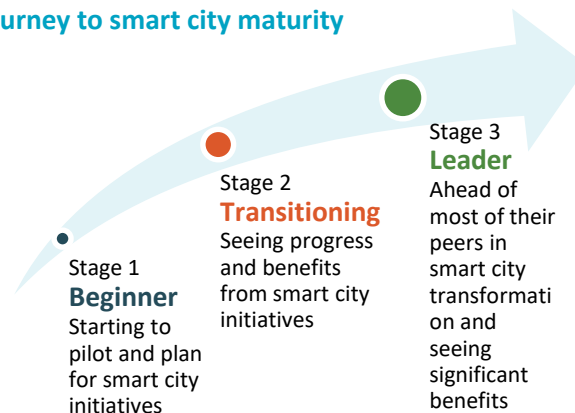 urney to smart city maturity
Stage 1
Beginner
Starting to
pilot and plan
for smart city
initiatives
Stage 2
Transitioning
Seeing progress
and benefits
from smart city
initiatives
Stage 3
Leader
Ahead of
most of their
peers in
smart city
transformati
on and
seeing
significant
benefits